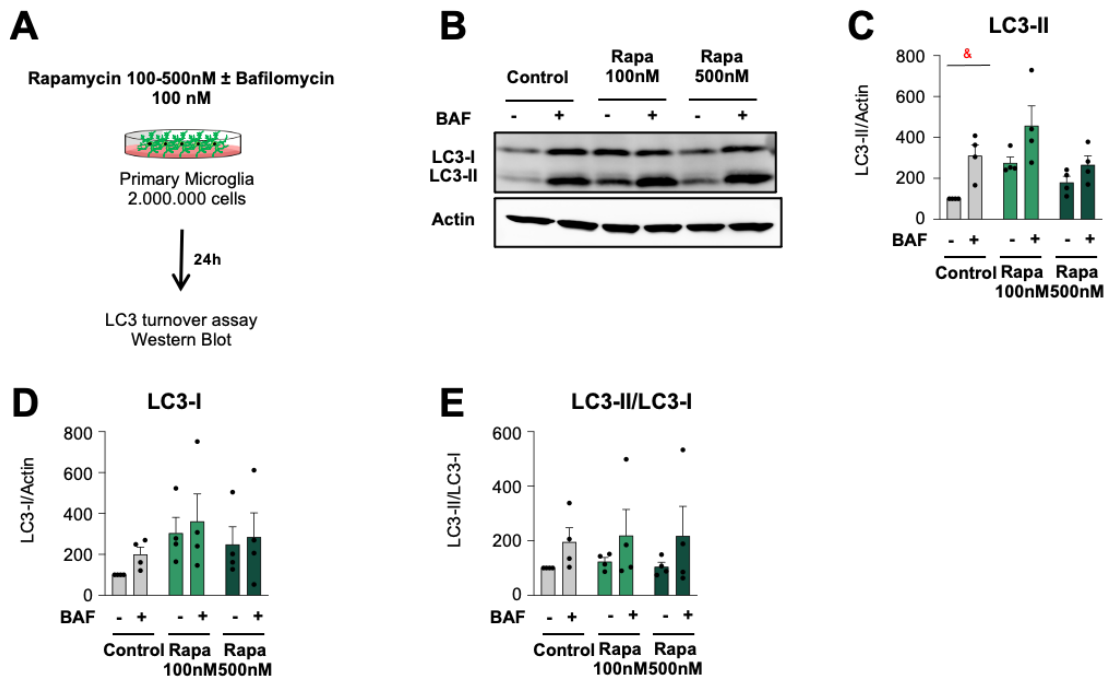 A
Rapamycin 100-500nM ± Bafilomycin
100 nM
Primary Microglia
2.000.000 cells
24h
LC3 turnover assay
Western Blot
B
Control
Rapa
100nM
Rapa
500nM
BAF - + - + - +
LC3-I
LC3-II
Actin
C
LC3-II
&
LC3-II/Actin
800
600
400
200
0
BAF - + - + - +
Control
Rapa
100nM
Rapa
500nM
D
LC3-I
LC3-I/Actin
800
600
400
200
0
BAF - + - + - +
Control
Rapa
100nM
Rapa
500nM
E
LC3-II/LC3-I
LC3-II/LC3-I
600
400
200
0
BAF - + - + - +
Control
Rapa
100nM
Rapa
500nM